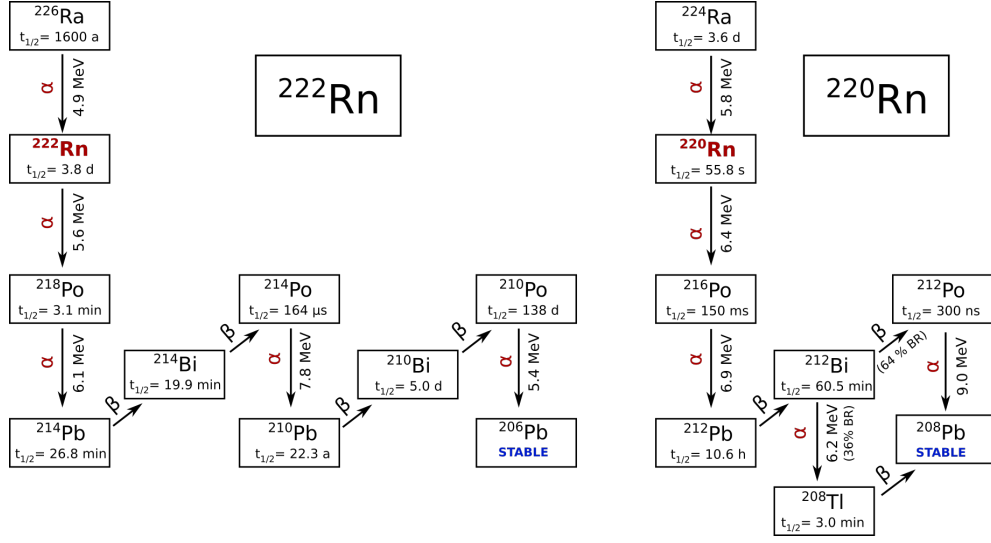 ²²⁶Ra
t₁/₂= 1600 a
α
4.9 MeV
²²²Rn
²²²Rn
t₁/₂= 3.8 d
α
5.6 MeV
²¹⁸Po
t₁/₂= 3.1 min
α
6.1 MeV
²¹⁴Pb
t₁/₂= 26.8 min
β
²¹⁴Bi
t₁/₂= 19.9 min
β
²¹⁴Po
t₁/₂= 164 µs
α
7.8 MeV
²¹⁰Pb
t₁/₂= 22.3 a
β
²¹⁰Bi
t₁/₂= 5.0 d
β
²¹⁰Po
t₁/₂= 138 d
α
5.4 MeV
²⁰⁶Pb
STABLE
²²⁴Ra
t₁/₂= 3.6 d
α
5.8 MeV
²²⁰Rn
²²⁰Rn
t₁/₂= 55.8 s
α
6.4 MeV
²¹⁶Po
t₁/₂= 150 ms
α
6.9 MeV
²¹²Pb
t₁/₂= 10.6 h
β
²¹²Bi
t₁/₂= 60.5 min
β
(64 % BR)
²¹²Po
t₁/₂= 300 ns
α
9.0 MeV
²⁰⁸Pb
STABLE
α
6.2 MeV
(36% BR)
²⁰⁸Tl
t₁/₂= 3.0 min
β